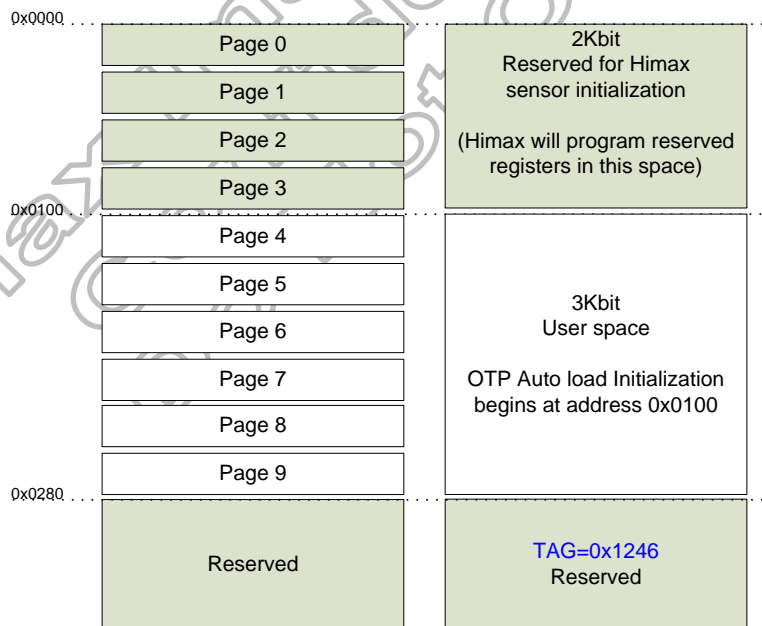 0x0000
Page 0
Page 1
Page 2
Page 3
0x0100
Page 4
Page 5
Page 6
Page 7
Page 8
Page 9
0x0280
Reserved
2Kbit
Reserved for Himax
sensor initialization
(Himax will program reserved
registers in this space)
3Kbit
User space
OTP Auto load Initialization
begins at address 0x0100
TAG=0x1246
Reserved